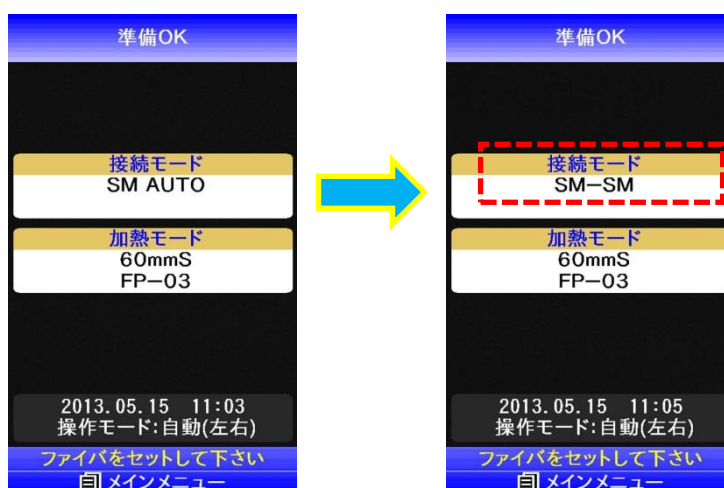 準備OK
接続モード
SM AUTO
加熱モード
60mmS
FP-03
2013.05.15 11:03
操作モード:自動(左右)
ファイバをセットして下さい
メインメニュー
準備OK
接続モード
SM-SM
加熱モード
60mmS
FP-03
2013.05.15 11:05
操作モード:自動(左右)
ファイバをセットして下さい
メインメニュー